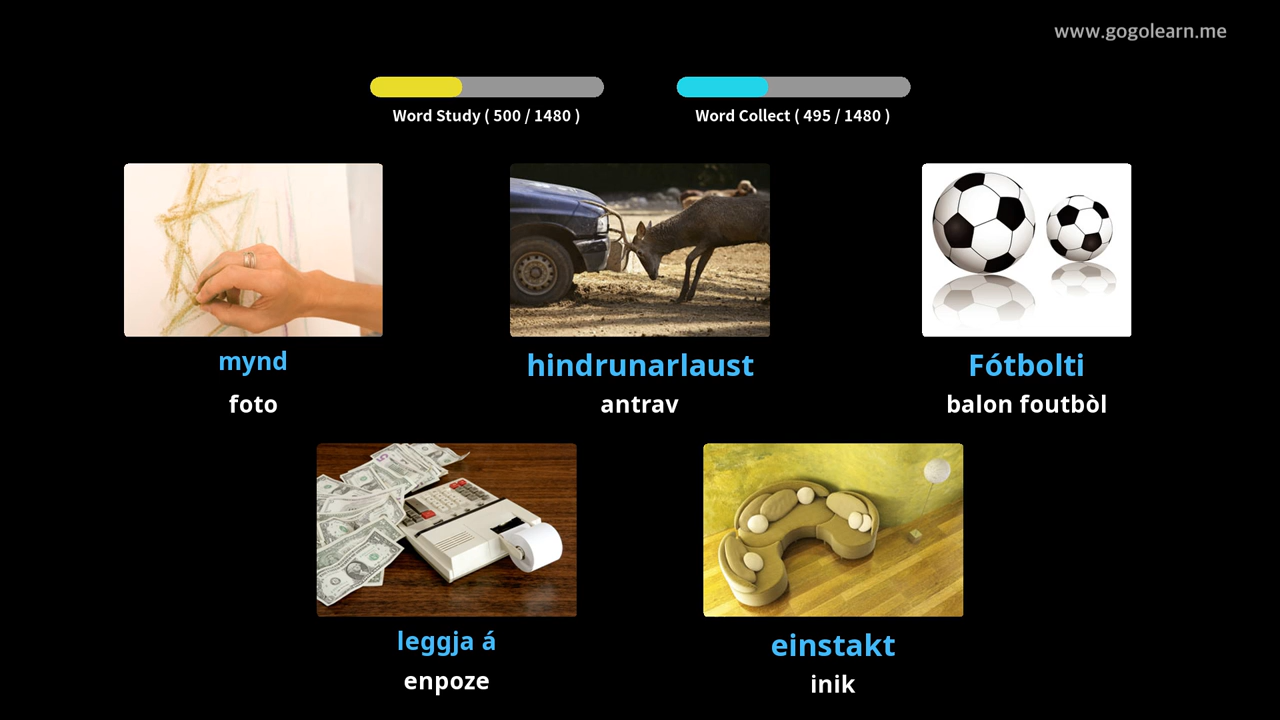 www.gogolearn.me
Word Study ( 500 / 1480 )
Word Collect ( 495 / 1480 )
mynd
foto
hindrunarlaust
antrav
Fótbolti
balon foutbòl
leggja á
enpoze
einstakt
inik